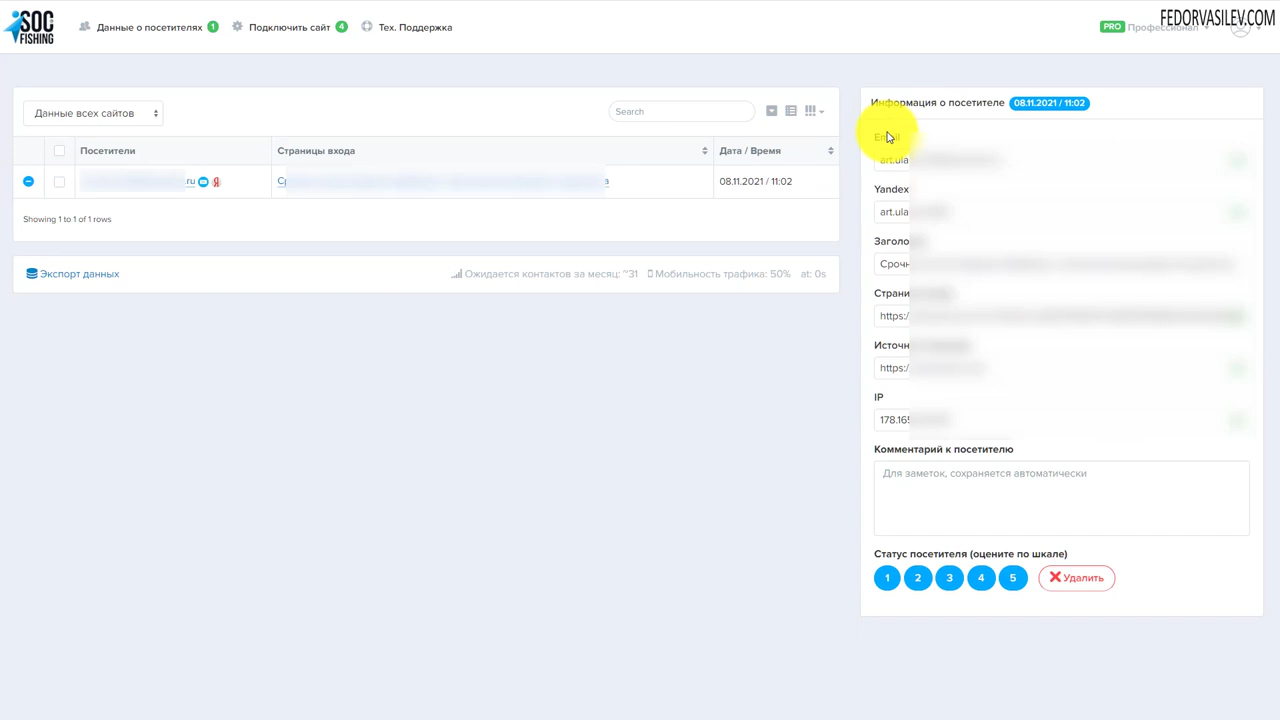 SOC
FISHING
Данные о посетителях 1
Подключить сайт 4
Тех. Поддержка
FEDORVASILEV.COM
PRO Профессионал
Данные всех сайтов
Search
Посетители
Страницы входа
Дата / Время
.ru Я
08.11.2021 / 11:02
Showing 1 to 1 of 1 rows
Экспорт данных
Ожидается контактов за месяц: ~31
Мобильность трафика: 50%
at: 0s
Информация о посетителе 08.11.2021 / 11:02
Email
art.ula
Yandex
art.ula
Заголо
Срочн
Страни
https:/
Источн
https:/
IP
178.165
Комментарий к посетителю
Для заметок, сохраняется автоматически
Статус посетителя (оцените по шкале)
1 2 3 4 5 Удалить